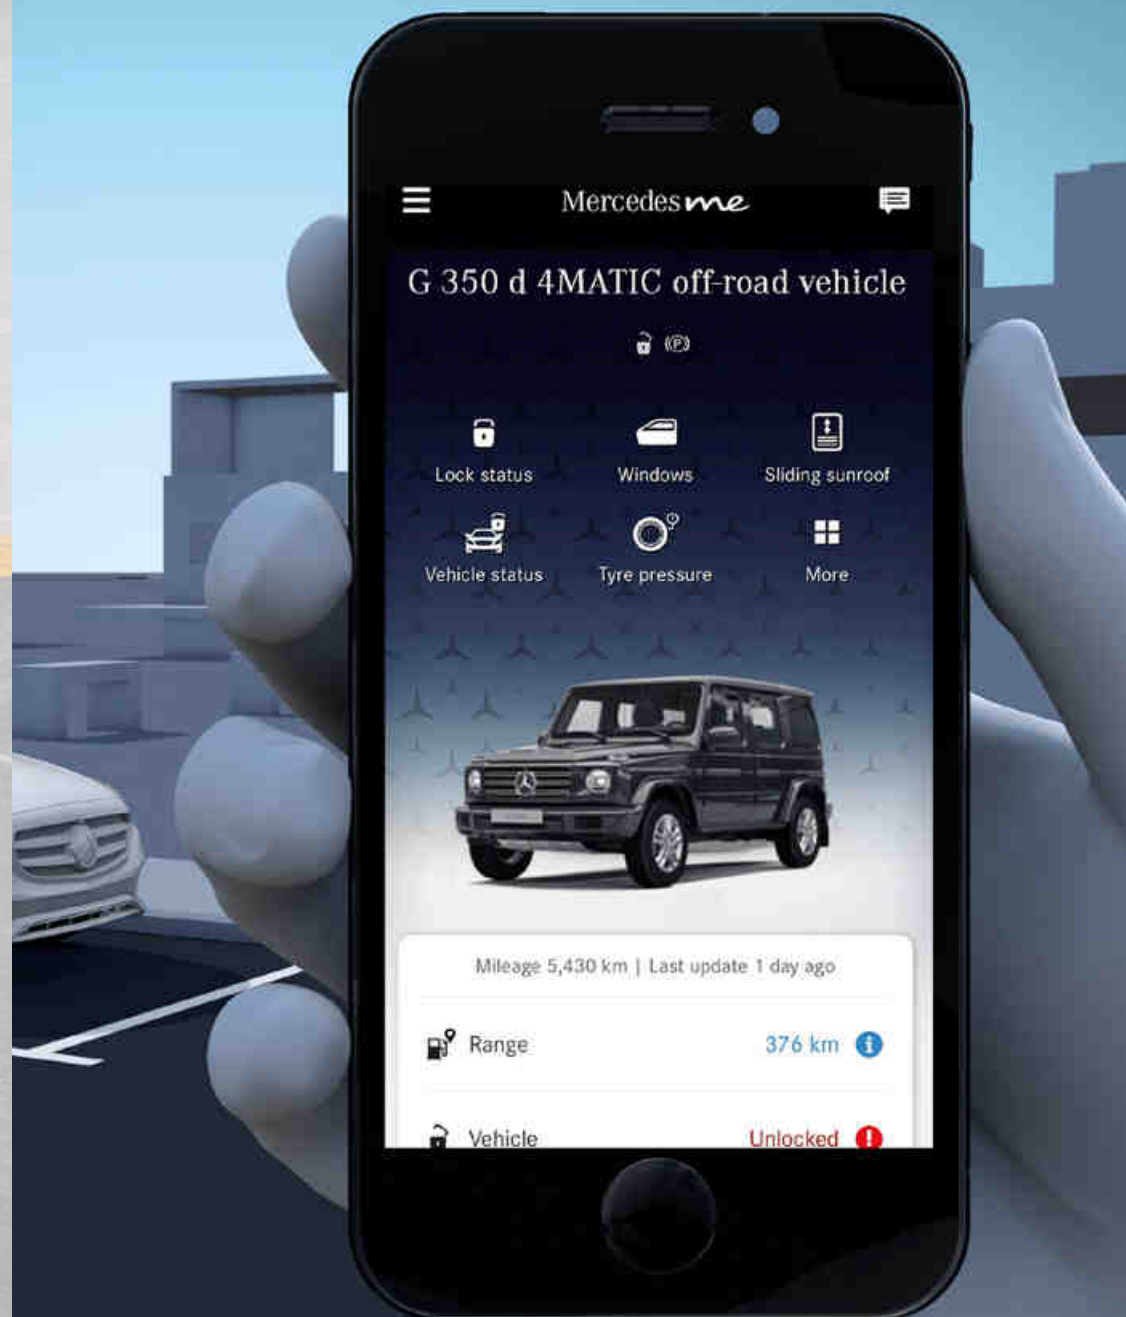 Mercedes me
G 350 d 4MATIC off-road vehicle
Lock status Windows Sliding sunroof
Vehicle status Tyre pressure More
Mileage 5,430 km | Last update 1 day ago
Range 376 km
Vehicle Unlocked